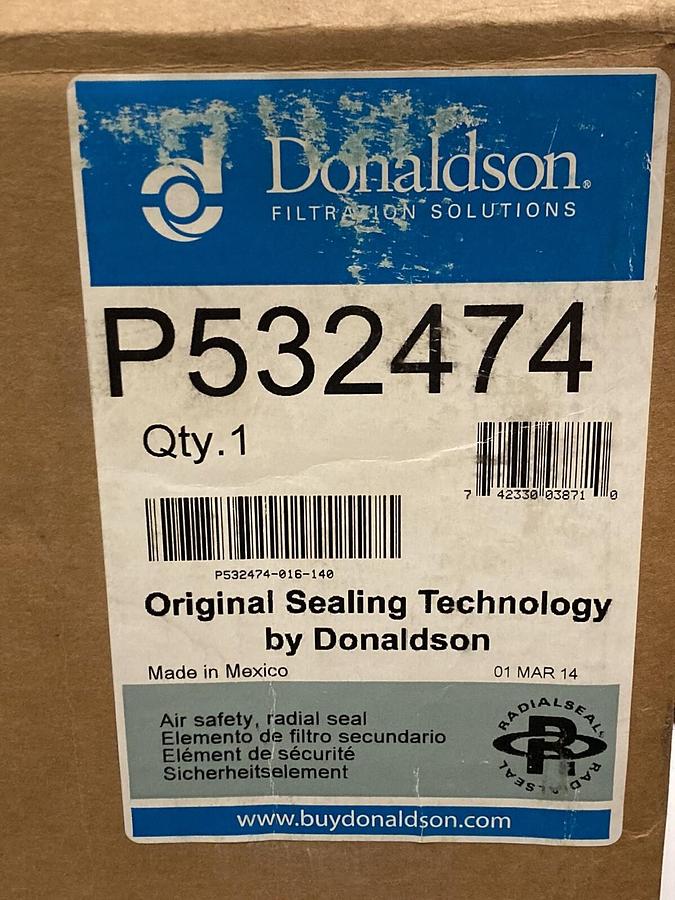 Donaldson®
FILTRATION SOLUTIONS
P532474
Qty.1
7 42330 03871 0
P532474-016-140
Original Sealing Technology
by Donaldson
Made in Mexico
01 MAR 14
Air safety, radial seal
Elemento de filtro secundario
Elément de sécurité
Sicherheitselement
RADIALSEAL
RADIALSEAL
www.buydonaldson.com